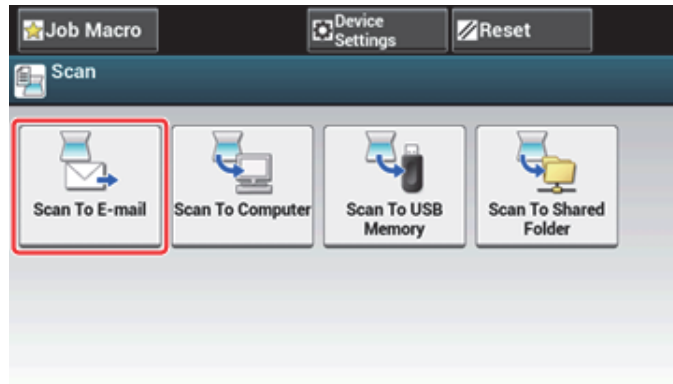 Job Macro
Device
Settings
Reset
Scan
Scan To E-mail
Scan To Computer
Scan To USB
Memory
Scan To Shared
Folder